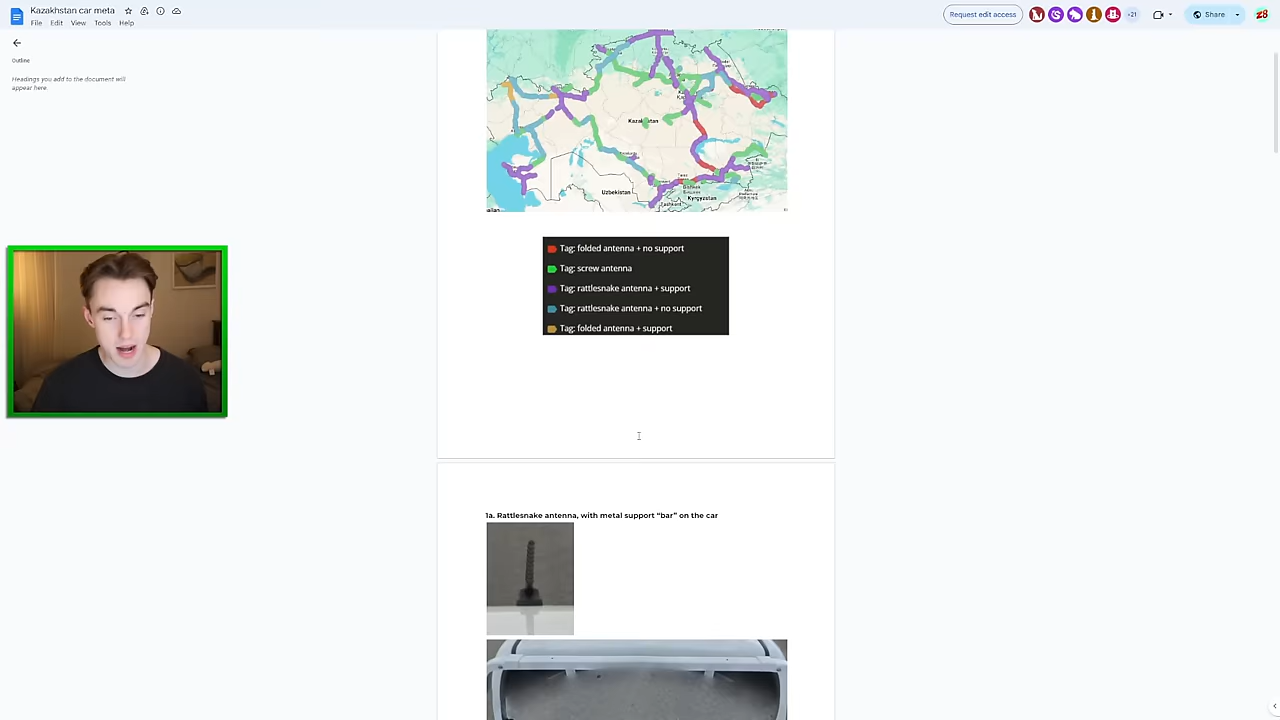 Kazakhstan car meta
File Edit View Tools Help
Request edit access
+21
Share
Outline
Headings you add to the document will
appear here.
Kazakhstan
Uzbekistan
Bishkek
Kyrgyzstan
Tashkent
Tag: folded antenna + no support
Tag: screw antenna
Tag: rattlesnake antenna + support
Tag: rattlesnake antenna + no support
Tag: folded antenna + support
1a. Rattlesnake antenna, with metal support “bar” on the car